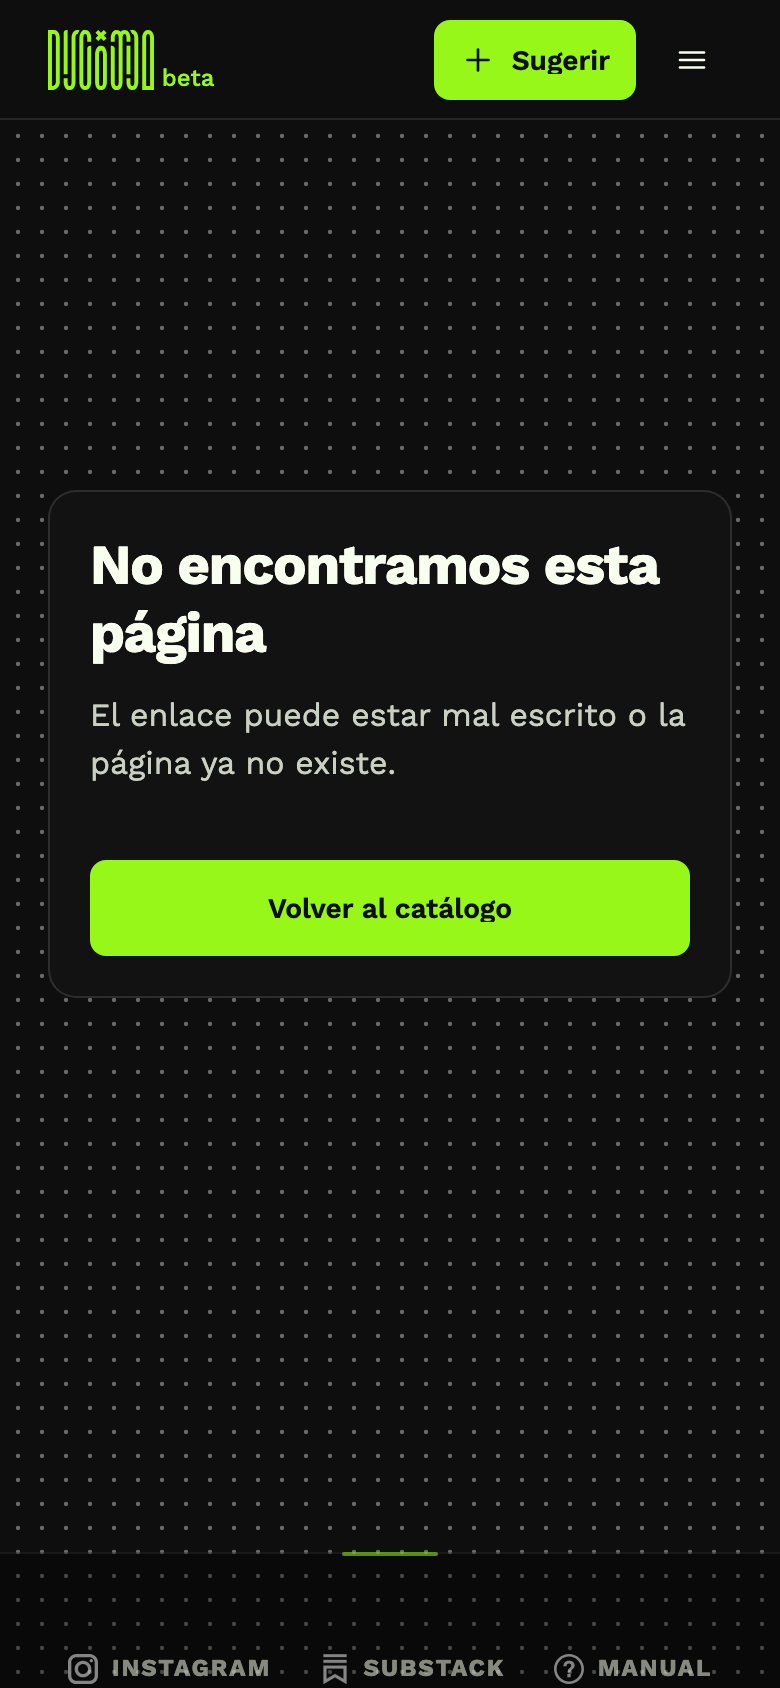 beta
Sugerir
No encontramos esta
página
El enlace puede estar mal escrito o la
página ya no existe.
Volver al catálogo
INSTAGRAM
SUBSTACK
MANUAL